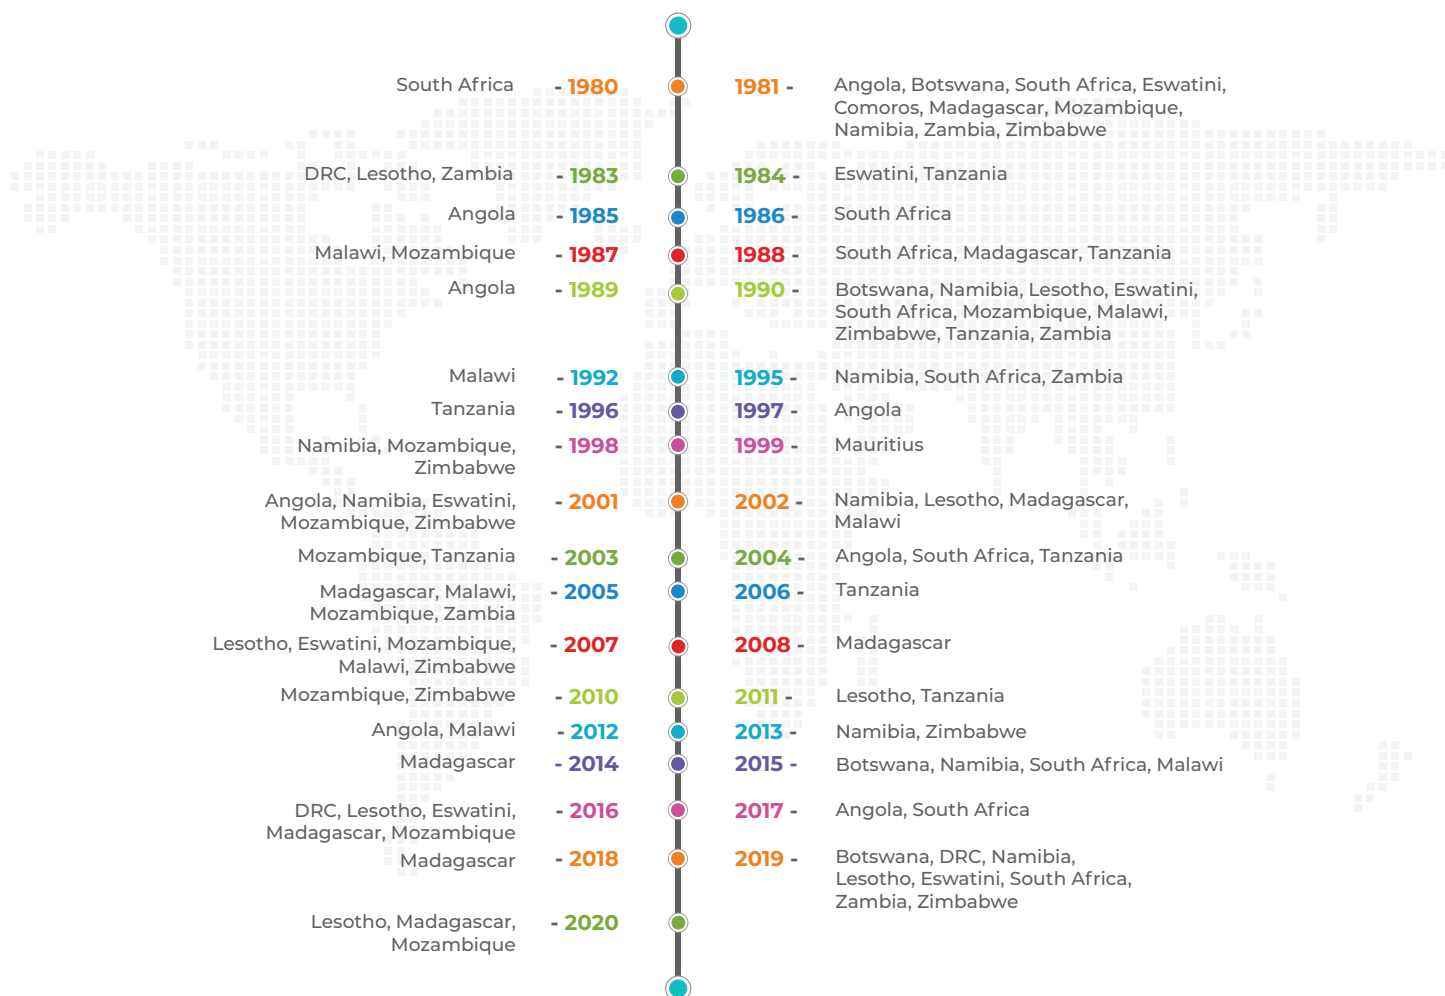 South Africa - 1980
1981 - Angola, Botswana, South Africa, Eswatini,
Comoros, Madagascar, Mozambique,
Namibia, Zambia, Zimbabwe
DRC, Lesotho, Zambia - 1983
1984 - Eswatini, Tanzania
Angola - 1985
1986 - South Africa
Malawi, Mozambique - 1987
1988 - South Africa, Madagascar, Tanzania
Angola - 1989
1990 - Botswana, Namibia, Lesotho, Eswatini,
South Africa, Mozambique, Malawi,
Zimbabwe, Tanzania, Zambia
Malawi - 1992
1995 - Namibia, South Africa, Zambia
Tanzania - 1996
1997 - Angola
Namibia, Mozambique, - 1998
Zimbabwe
1999 - Mauritius
Angola, Namibia, Eswatini, - 2001
Mozambique, Zimbabwe
2002 - Namibia, Lesotho, Madagascar,
Malawi
Mozambique, Tanzania - 2003
2004 - Angola, South Africa, Tanzania
Madagascar, Malawi, - 2005
Mozambique, Zambia
2006 - Tanzania
Lesotho, Eswatini, Mozambique, - 2007
Malawi, Zimbabwe
2008 - Madagascar
Mozambique, Zimbabwe - 2010
2011 - Lesotho, Tanzania
Angola, Malawi - 2012
2013 - Namibia, Zimbabwe
Madagascar - 2014
2015 - Botswana, Namibia, South Africa, Malawi
DRC, Lesotho, Eswatini, - 2016
Madagascar, Mozambique
2017 - Angola, South Africa
Madagascar - 2018
2019 - Botswana, DRC, Namibia,
Lesotho, Eswatini, South Africa,
Zambia, Zimbabwe
Lesotho, Madagascar, - 2020
Mozambique